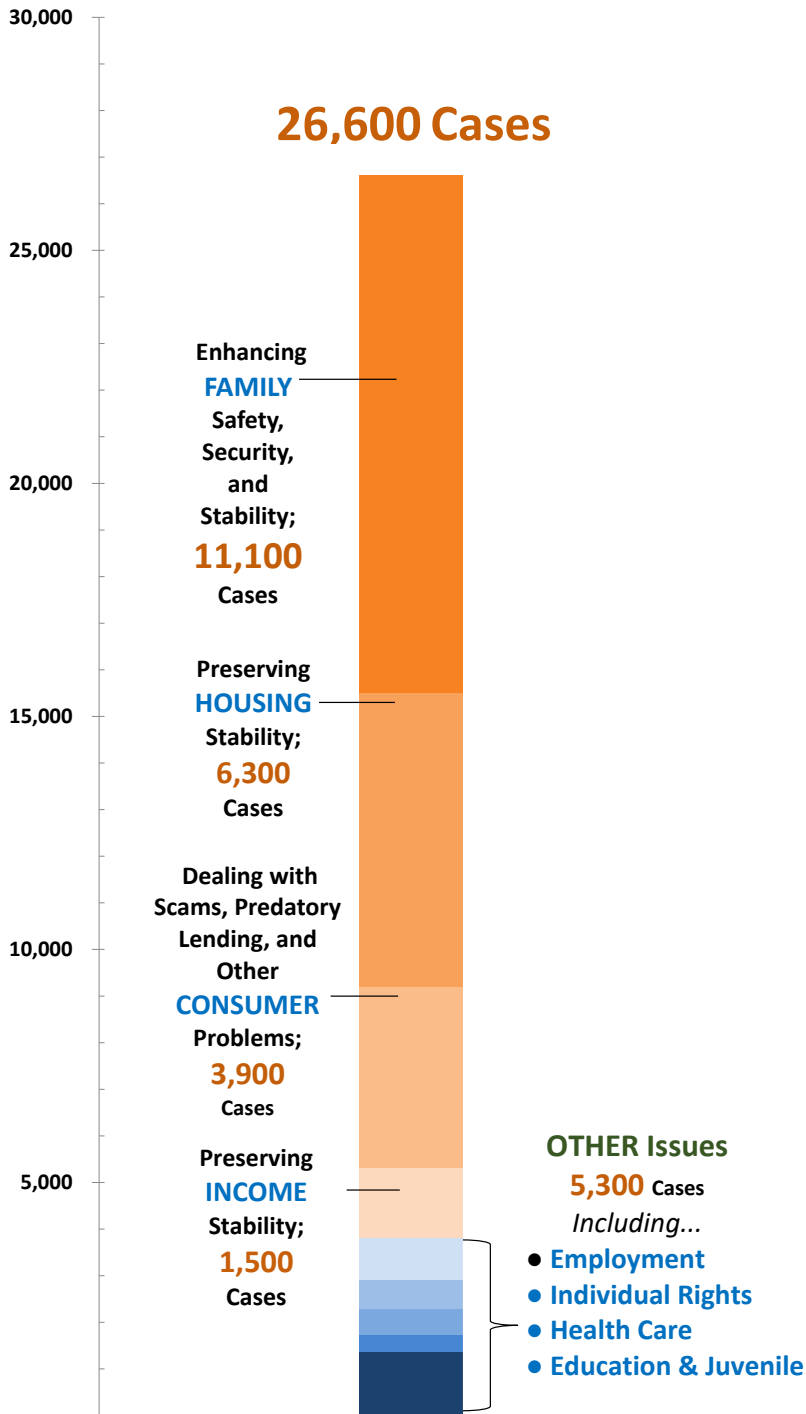 30,000
26,600 Cases
25,000
Enhancing
FAMILY
Safety,
Security,
and
Stability;
11,100
Cases
20,000
Preserving
HOUSING
Stability;
6,300
Cases
15,000
Dealing with
Scams, Predatory
Lending, and
Other
CONSUMER
Problems;
3,900
Cases
10,000
Preserving
INCOME
Stability;
1,500
Cases
5,000
OTHER Issues
5,300 Cases
Including...
● Employment
● Individual Rights
● Health Care
● Education & Juvenile